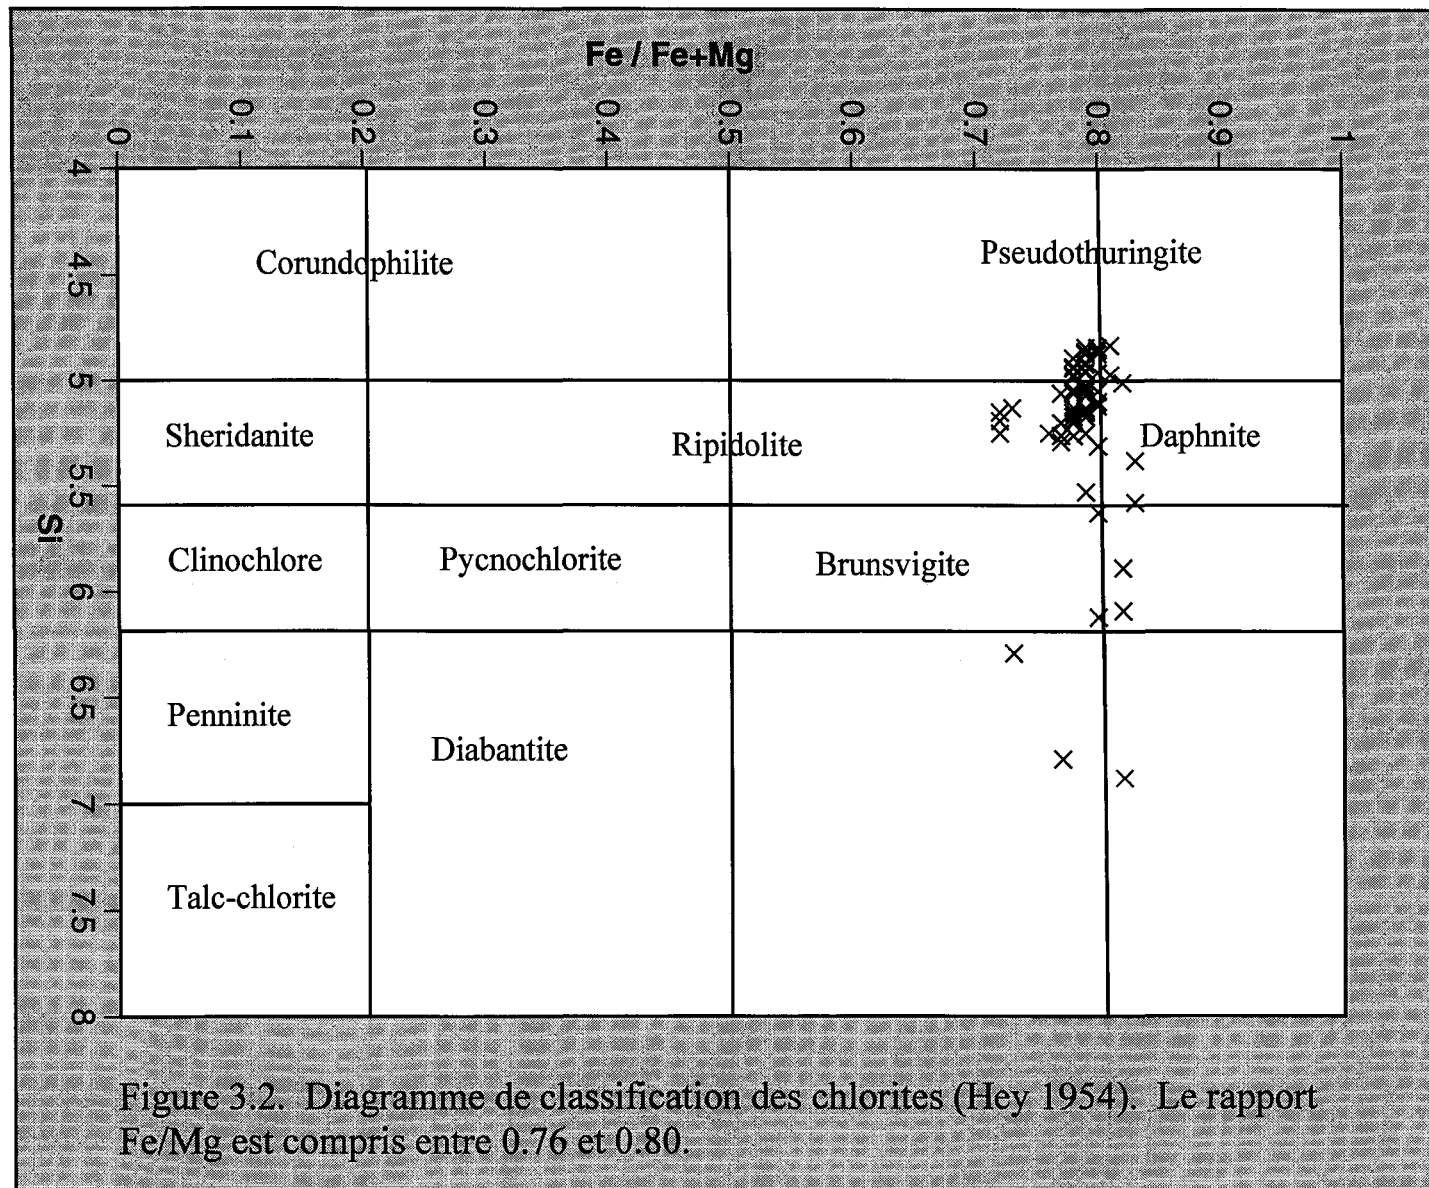 Fe / Fe+Mg
0
0.1
0.2
0.3
0.4
0.5
0.6
0.7
0.8
0.9
1
4
4.5
5
5.5
6
6.5
7
7.5
8
Si
Corundophilite
Pseudothuringite
Sheridanite
Ripidolite
Daphnite
Clinochlore
Pycnochlorite
Brunsvigite
Penninite
Diabantite
Talc-chlorite
Figure 3.2. Diagramme de classification des chlorites (Hey 1954). Le rapport
Fe/Mg est compris entre 0.76 et 0.80.